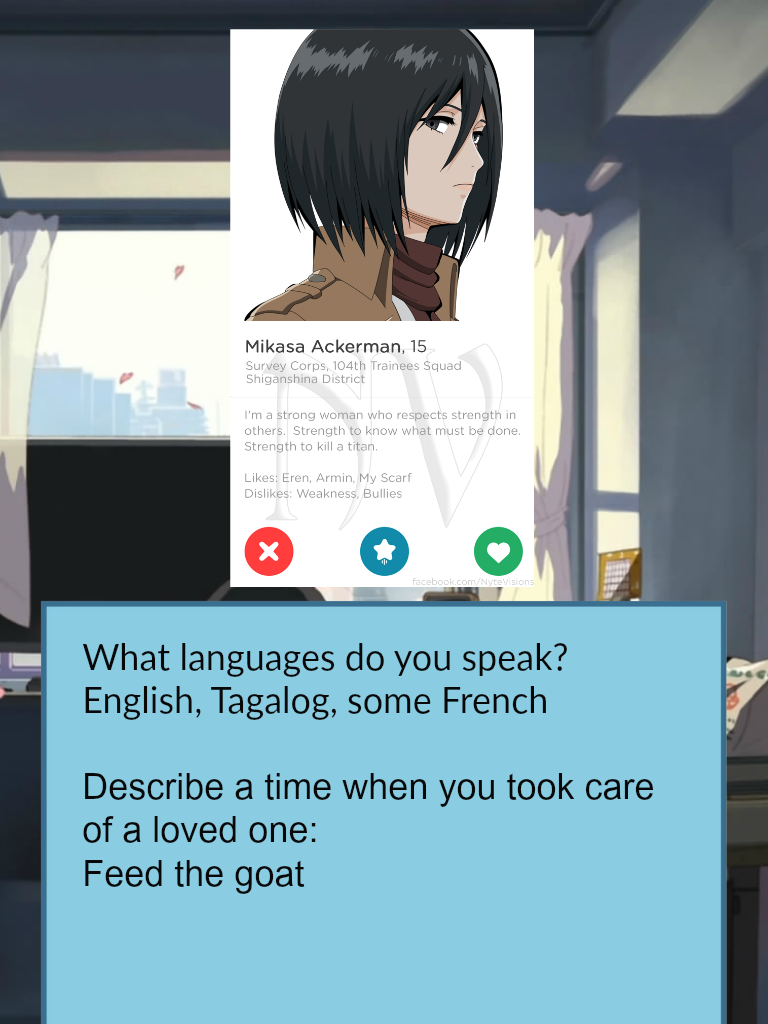 Mikasa Ackerman, 15
Survey Corps, 104th Trainees Squad
Shiganshina District
I'm a strong woman who respects strength in
others. Strength to know what must be done.
Strength to kill a titan.
Likes: Eren, Armin, My Scarf
Dislikes: Weakness, Bullies
NV
facebook.com/NyteVisions
What languages do you speak?
English, Tagalog, some French
Describe a time when you took care
of a loved one:
Feed the goat